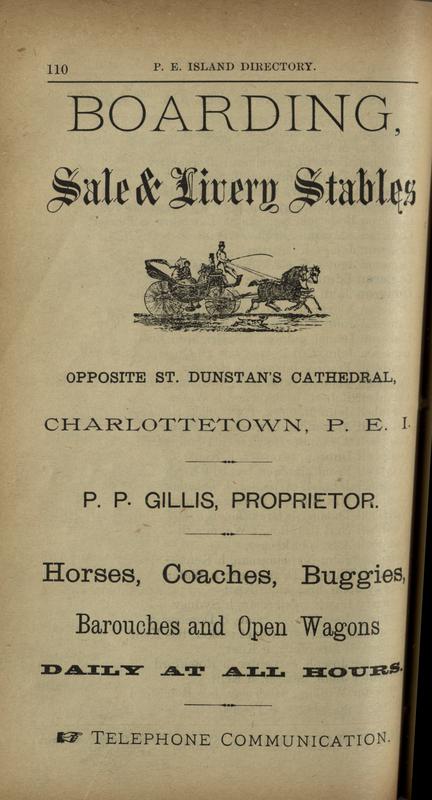 110
P. E. ISLAND DIRECTORY.
BOARDING,
Sale & Livery Stables
OPPOSITE ST. DUNSTAN'S CATHEDRAL,
CHARLOTTETOWN, P. E. I.
P. P. GILLIS, PROPRIETOR.
Horses, Coaches, Buggies,
Barouches and Open Wagons
DAILY AT ALL HOURS.
☞ TELEPHONE COMMUNICATION.